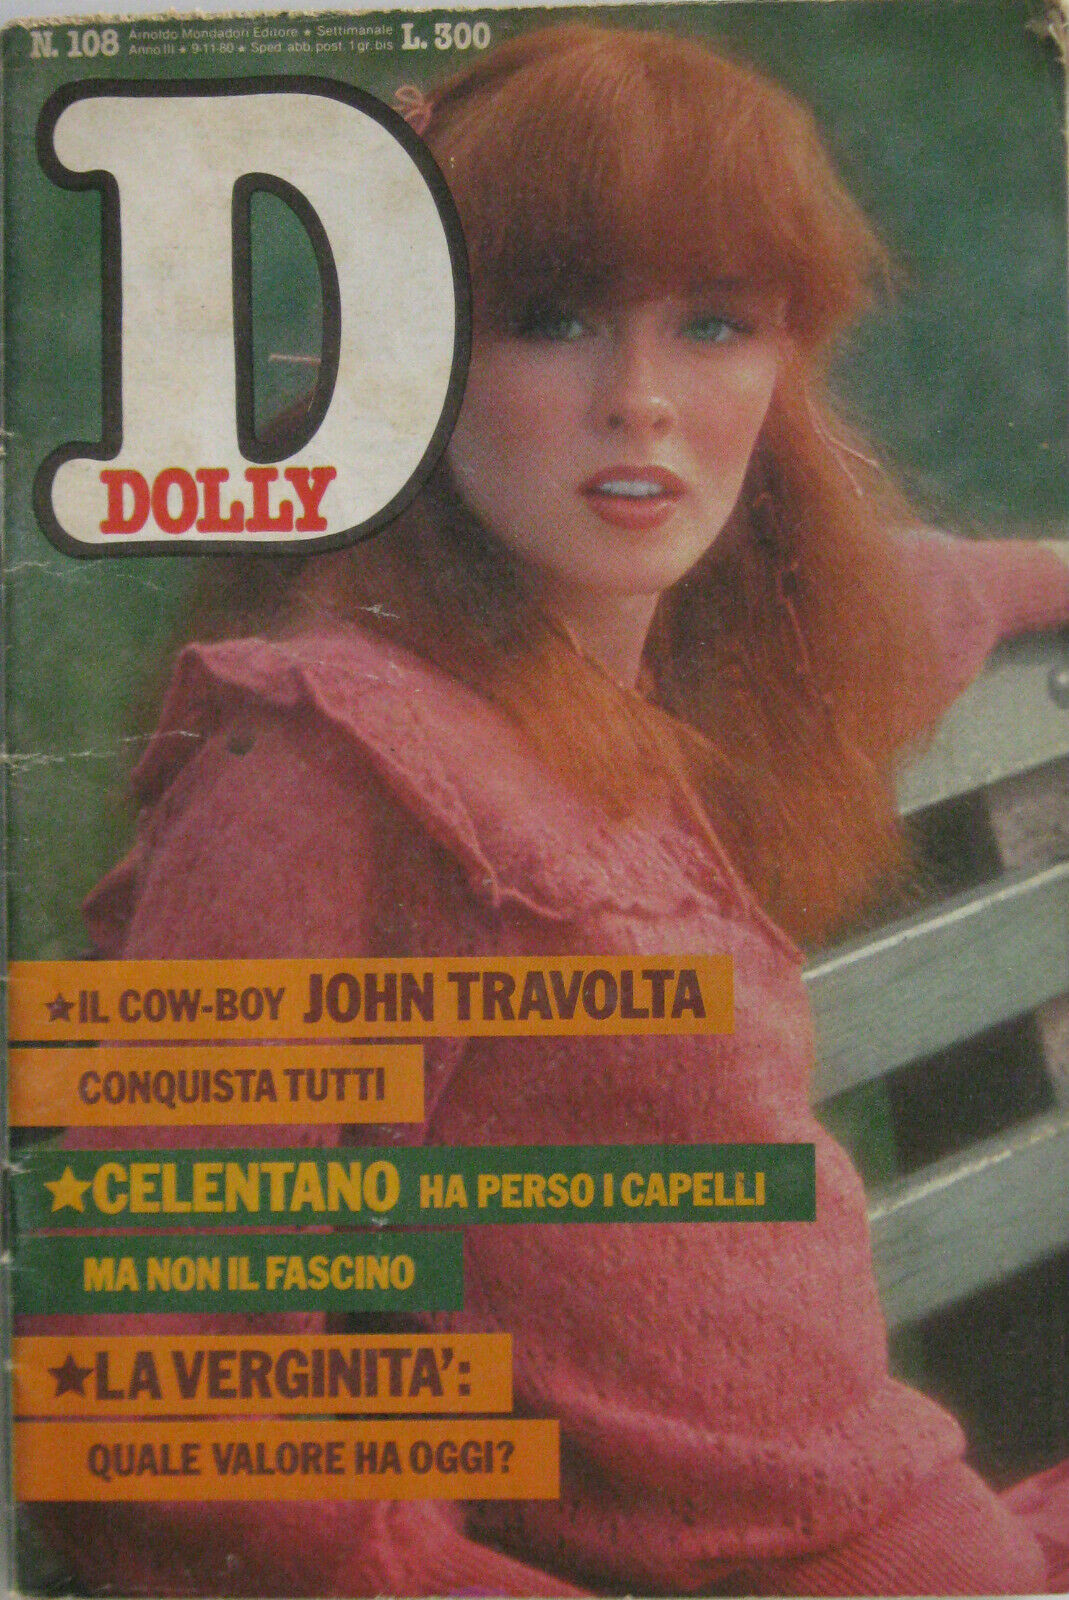 N. 108 Arnoldo Mondadori Editore ★ Settimanale L. 300
Anno III ★ 9-11-80 ★ Sped. abb. post. 1 gr. bis
D
DOLLY
★IL COW-BOY JOHN TRAVOLTA
CONQUISTA TUTTI
★CELENTANO HA PERSO I CAPELLI
MA NON IL FASCINO
★LA VERGINITA':
QUALE VALORE HA OGGI?